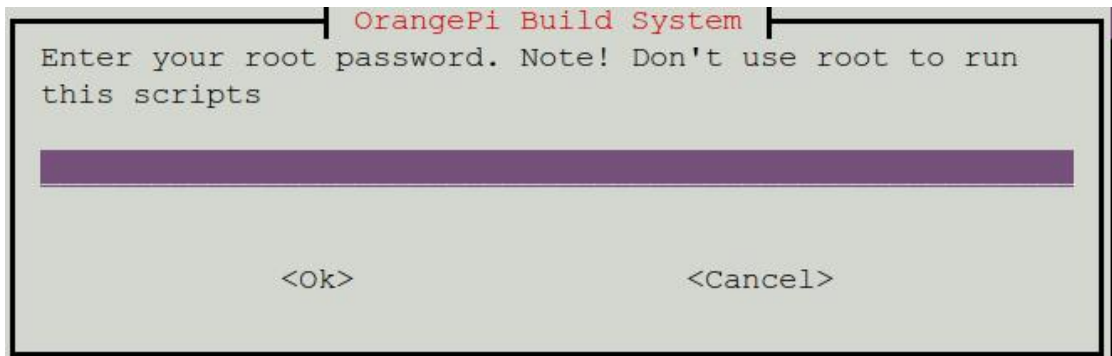 OrangePi Build System
Enter your root password. Note! Don't use root to run
this scripts
<Ok> <Cancel>